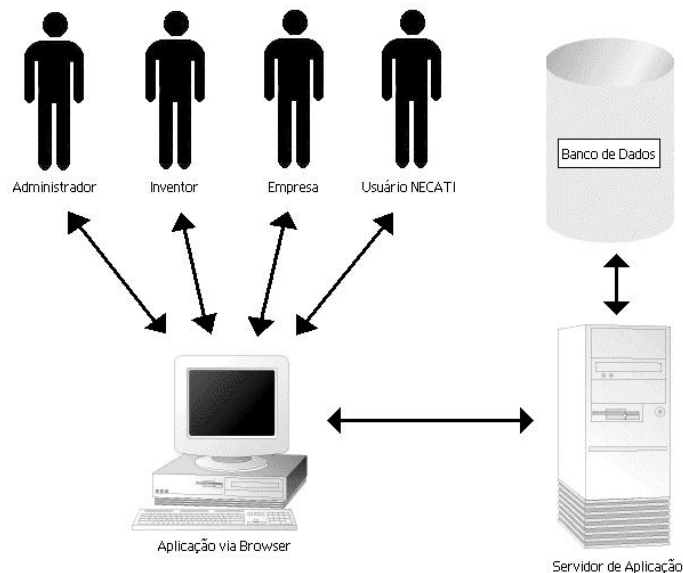 Administrador
Inventor
Empresa
Usuário NECATI
Banco de Dados
Aplicação via Browser
Servidor de Aplicação